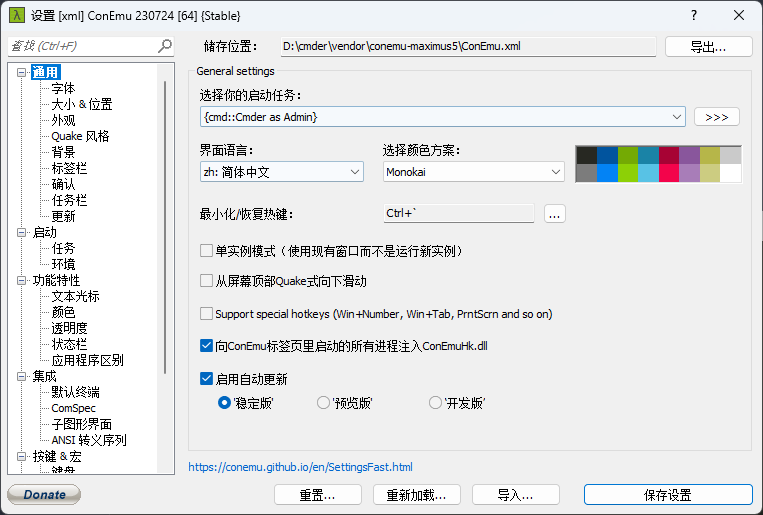 设置 [xml] ConEmu 230724 [64] {Stable}
查找 (Ctrl+F)
储存位置：
D:\cmder\vendor\conemu-maximus5\ConEmu.xml
导出...
通用
字体
大小 & 位置
外观
Quake 风格
背景
标签栏
确认
任务栏
更新
启动
任务
环境
功能特性
文本光标
颜色
透明度
状态栏
应用程序区别
集成
默认终端
ComSpec
子图形界面
ANSI 转义序列
按键 & 宏
键盘
General settings
选择你的启动任务：
{cmd::Cmder as Admin}
>>>
界面语言：
选择颜色方案：
zh: 简体中文
Monokai
最小化/恢复热键：
Ctrl+`
...
单实例模式（使用现有窗口而不是运行新实例）
从屏幕顶部Quake式向下滑动
Support special hotkeys (Win+Number, Win+Tab, PrntScrn and so on)
向ConEmu标签页里启动的所有进程注入ConEmuHk.dll
启用自动更新
'稳定版'
'预览版'
'开发版'
https://conemu.github.io/en/SettingsFast.html
Donate
重置...
重新加载...
导入...
保存设置